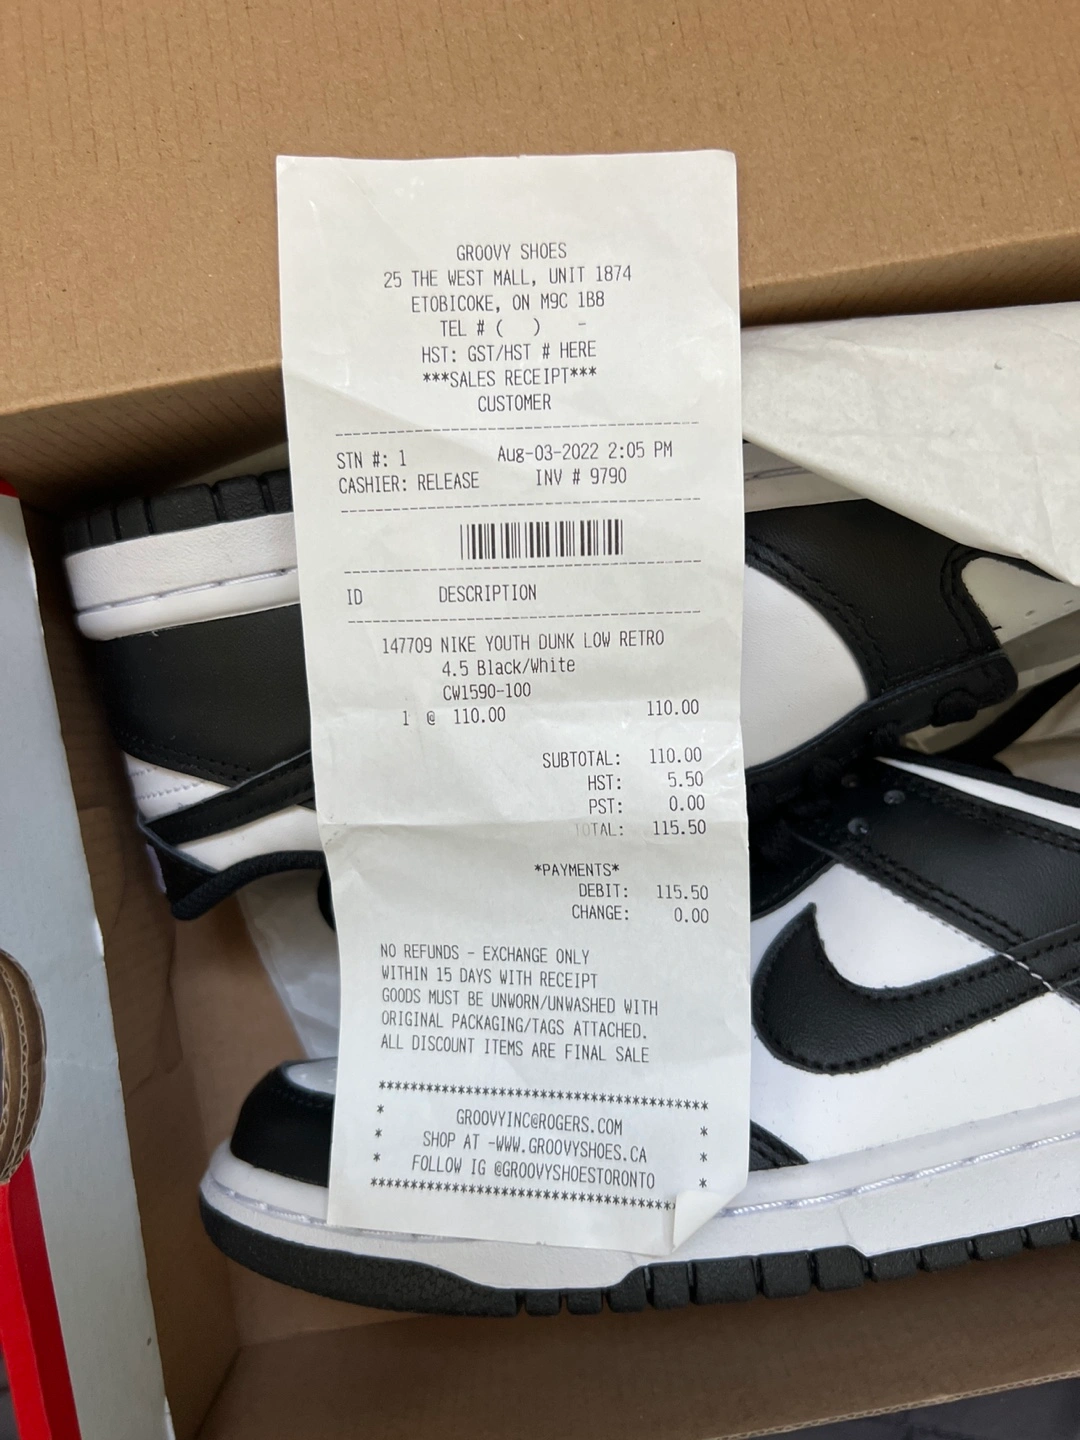 GROOVY SHOES
25 THE WEST MALL, UNIT 1874
ETOBICOKE, ON M9C 1B8
TEL # ( ) -
HST: GST/HST # HERE
***SALES RECEIPT***
CUSTOMER
STN #: 1 Aug-03-2022 2:05 PM
CASHIER: RELEASE INV # 9790
ID DESCRIPTION
147709 NIKE YOUTH DUNK LOW RETRO
4.5 Black/White
CW1590-100
1 @ 110.00 110.00
SUBTOTAL: 110.00
HST: 5.50
PST: 0.00
TOTAL: 115.50
*PAYMENTS*
DEBIT: 115.50
CHANGE: 0.00
NO REFUNDS - EXCHANGE ONLY
WITHIN 15 DAYS WITH RECEIPT
GOODS MUST BE UNWORN/UNWASHED WITH
ORIGINAL PACKAGING/TAGS ATTACHED.
ALL DISCOUNT ITEMS ARE FINAL SALE
* GROOVYINC@ROGERS.COM *
* SHOP AT -WWW.GROOVYSHOES.CA *
* FOLLOW IG @GROOVYSHOESTORONTO *